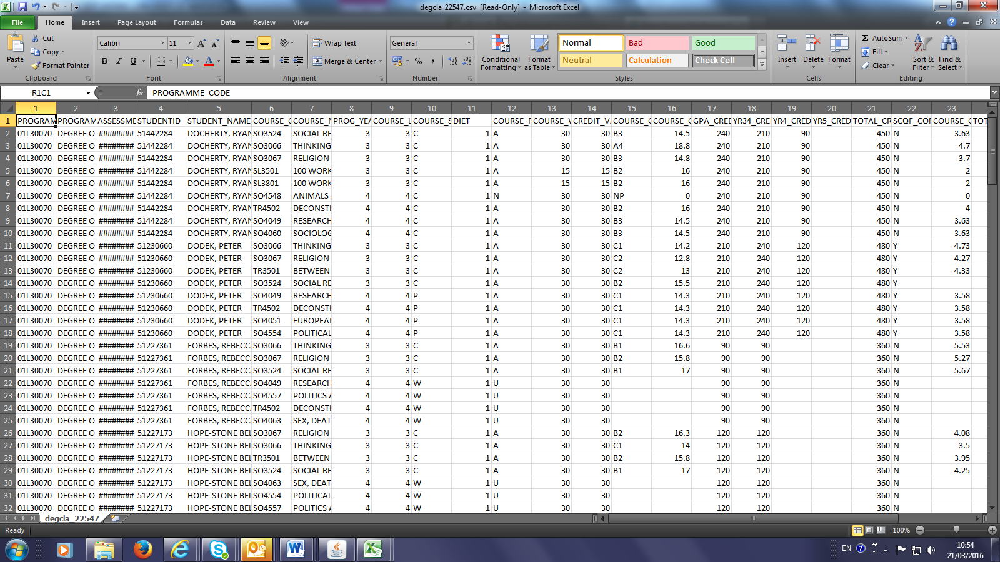 degcla_22547.csv [Read-Only] - Microsoft Excel
File Home Insert Page Layout Formulas Data Review View
Paste Cut Copy Format Painter Clipboard
Calibri 11 B I U Font
Wrap Text Merge & Center Alignment
General % , Number
Conditional Formatting Format as Table Normal Bad Good Neutral Calculation Check Cell Styles
Insert Delete Format Cells
Σ AutoSum Fill Clear Sort & Filter Find & Select Editing
R1C1 fx PROGRAMME_CODE
1 2 3 4 5 6 7 8 9 10 11 12 13 14 15 16 17 18 19 20 21 22 23
1 PROGRAM PROGRAM ASSESSME STUDENTID STUDENT_NAME COURSE_C COURSE_N PROG_YEA COURSE_L COURSE_S DIET COURSE_R COURSE_W CREDIT_VA COURSE_G COURSE_G GPA_CRED YR34_CRED YR4_CRED YR5_CRED TOTAL_CR SCQF_CON COURSE_G TOT
2 01L30070 DEGREE O ######## 51442284 DOCHERTY, RYAN SO3524 SOCIAL RE 3 3 C 1 A 30 30 B3 14.5 240 210 90 450 N 3.63
3 01L30070 DEGREE O ######## 51442284 DOCHERTY, RYAN SO3066 THINKING 3 3 C 1 A 30 30 A4 18.8 240 210 90 450 N 4.7
4 01L30070 DEGREE O ######## 51442284 DOCHERTY, RYAN SO3067 RELIGION 3 3 C 1 A 30 30 B3 14.8 240 210 90 450 N 3.7
5 01L30070 DEGREE O ######## 51442284 DOCHERTY, RYAN SL3501 100 WORK 3 3 C 1 A 15 15 B2 16 240 210 90 450 N 2
6 01L30070 DEGREE O ######## 51442284 DOCHERTY, RYAN SL3801 100 WORK 3 3 C 1 A 15 15 B2 16 240 210 90 450 N 2
7 01L30070 DEGREE O ######## 51442284 DOCHERTY, RYAN SO4548 ANIMALS 4 4 C 1 N 30 30 NP 0 240 210 90 450 N 0
8 01L30070 DEGREE O ######## 51442284 DOCHERTY, RYAN TR4502 DECONSTR 4 4 C 1 A 30 30 B2 16 240 210 90 450 N 4
9 01L30070 DEGREE O ######## 51442284 DOCHERTY, RYAN SO4049 RESEARCH 4 4 C 1 A 30 30 B3 14.5 240 210 90 450 N 3.63
10 01L30070 DEGREE O ######## 51442284 DOCHERTY, RYAN SO4060 SOCIOLOG 4 4 C 1 A 30 30 B3 14.5 240 210 90 450 N 3.63
11 01L30070 DEGREE O ######## 51230660 DODEK, PETER SO3066 THINKING 3 3 C 1 A 30 30 C1 14.2 210 240 120 480 Y 4.73
12 01L30070 DEGREE O ######## 51230660 DODEK, PETER SO3067 RELIGION 3 3 C 1 A 30 30 C2 12.8 210 240 120 480 Y 4.27
13 01L30070 DEGREE O ######## 51230660 DODEK, PETER TR3501 BETWEEN 3 3 C 1 A 30 30 C2 13 210 240 120 480 Y 4.33
14 01L30070 DEGREE O ######## 51230660 DODEK, PETER SO3524 SOCIAL RE 3 3 C 1 A 30 30 B2 15.5 210 240 120 480 Y
15 01L30070 DEGREE O ######## 51230660 DODEK, PETER SO4049 RESEARCH 4 4 P 1 A 30 30 C1 14.3 210 240 120 480 Y 3.58
16 01L30070 DEGREE O ######## 51230660 DODEK, PETER TR4502 DECONSTR 4 4 P 1 A 30 30 C1 14.3 210 240 120 480 Y 3.58
17 01L30070 DEGREE O ######## 51230660 DODEK, PETER SO4051 EUROPEAN 4 4 P 1 A 30 30 C1 14.3 210 240 120 480 Y 3.58
18 01L30070 DEGREE O ######## 51230660 DODEK, PETER SO4554 POLITICAL 4 4 P 1 A 30 30 C1 14.3 210 240 120 480 Y 3.58
19 01L30070 DEGREE O ######## 51227361 FORBES, REBECCA SO3066 THINKING 3 3 C 1 A 30 30 B1 16.6 90 90 360 N 5.53
20 01L30070 DEGREE O ######## 51227361 FORBES, REBECCA SO3067 RELIGION 3 3 C 1 A 30 30 B2 15.8 90 90 360 N 5.27
21 01L30070 DEGREE O ######## 51227361 FORBES, REBECCA SO3524 SOCIAL RE 3 3 C 1 A 30 30 B1 17 90 90 360 N 5.67
22 01L30070 DEGREE O ######## 51227361 FORBES, REBECCA SO4049 RESEARCH 4 4 W 1 U 30 30 90 90 360 N
23 01L30070 DEGREE O ######## 51227361 FORBES, REBECCA SO4557 POLITICS A 4 4 W 1 U 30 30 90 90 360 N
24 01L30070 DEGREE O ######## 51227361 FORBES, REBECCA TR4502 DECONSTR 4 4 W 1 U 30 30 90 90 360 N
25 01L30070 DEGREE O ######## 51227361 FORBES, REBECCA SO4063 SEX, DEAT 4 4 W 1 U 30 30 90 90 360 N
26 01L30070 DEGREE O ######## 51227173 HOPE-STONE BEL SO3067 RELIGION 3 3 C 1 A 30 30 B2 16.3 120 120 360 N 4.08
27 01L30070 DEGREE O ######## 51227173 HOPE-STONE BEL SO3066 THINKING 3 3 C 1 A 30 30 C1 14 120 120 360 N 3.5
28 01L30070 DEGREE O ######## 51227173 HOPE-STONE BEL TR3501 BETWEEN 3 3 C 1 A 30 30 B2 15.8 120 120 360 N 3.95
29 01L30070 DEGREE O ######## 51227173 HOPE-STONE BEL SO3524 SOCIAL RE 3 3 C 1 A 30 30 B1 17 120 120 360 N 4.25
30 01L30070 DEGREE O ######## 51227173 HOPE-STONE BEL SO4063 SEX, DEAT 4 4 W 1 U 30 30 120 120 360 N
31 01L30070 DEGREE O ######## 51227173 HOPE-STONE BEL SO4554 POLITICAL 4 4 W 1 U 30 30 120 120 360 N
32 01L30070 DEGREE O ######## 51227173 HOPE-STONE BEL SO4557 POLITICS A 4 4 W 1 U 30 30 120 120 360 N
degcla_22547
Ready 100%
EN 10:54
21/03/2016